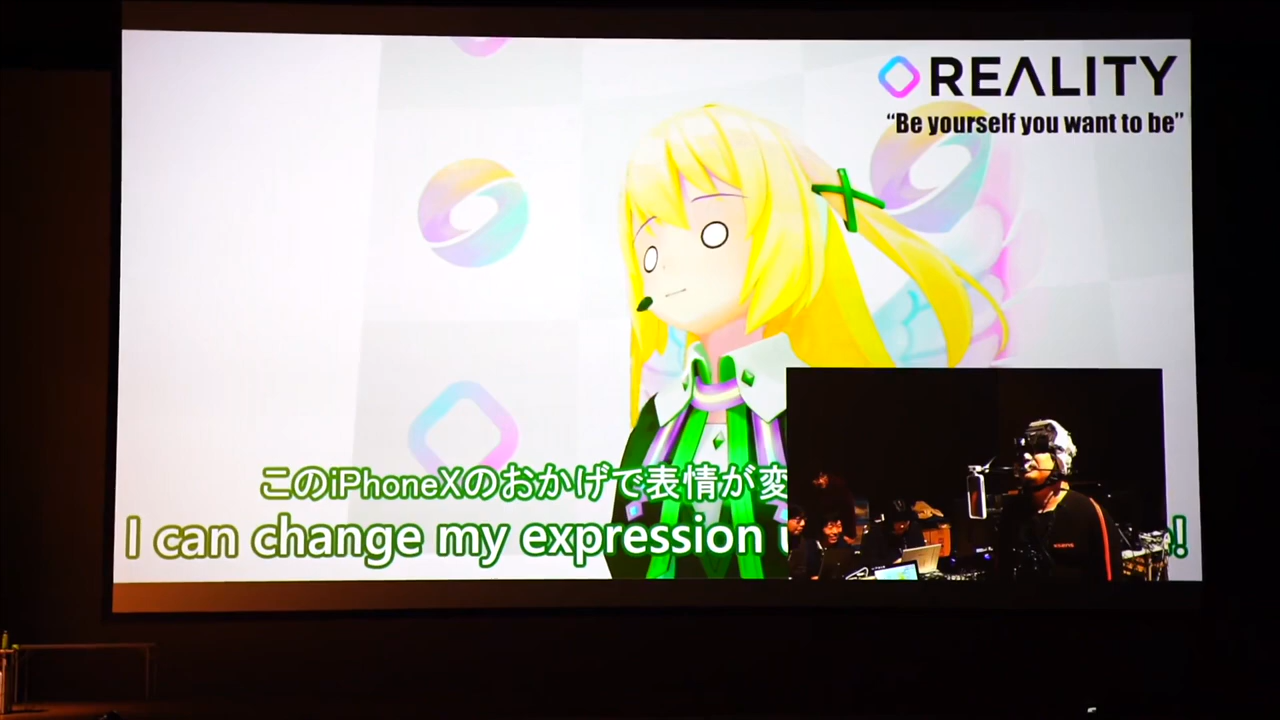 REALITY
“Be yourself you want to be”
このiPhoneXのおかげで表情が変
I can change my expression